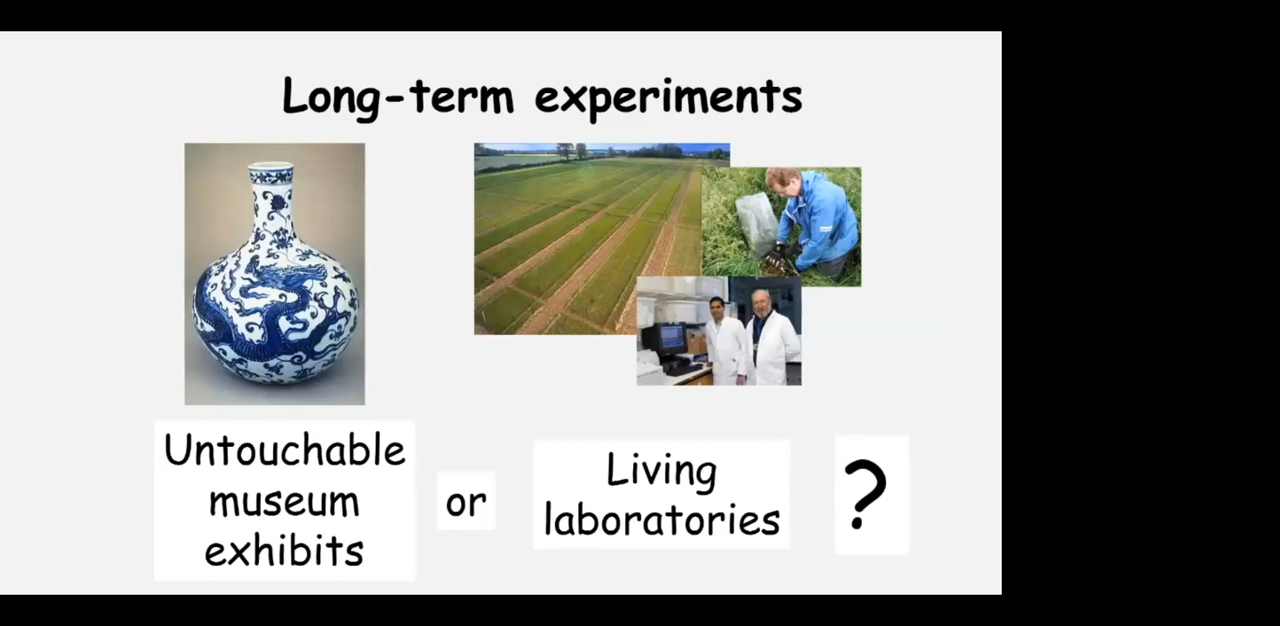 Long-term experiments
Untouchable
museum
exhibits
or
Living
laboratories
?